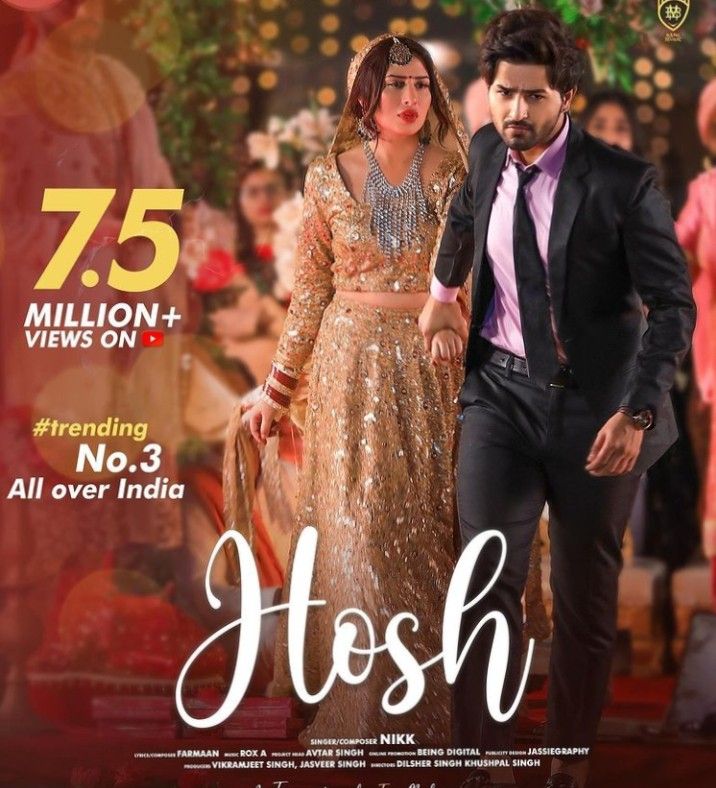 7.5
MILLION+
VIEWS ON
#trending
No.3
All over India
Hosh
SINGER/COMPOSER NIKK
LYRICS/COMPOSER FARMAAN MUSIC ROX A PROJECT HEAD AVTAR SINGH ONLINE PROMOTION BEING DIGITAL PUBLICITY DESIGN JASSIEGRAPHY
PRODUCERS VIKRAMJEET SINGH, JASVEER SINGH DIRECTORS DILSHER SINGH KHUSHPAL SINGH